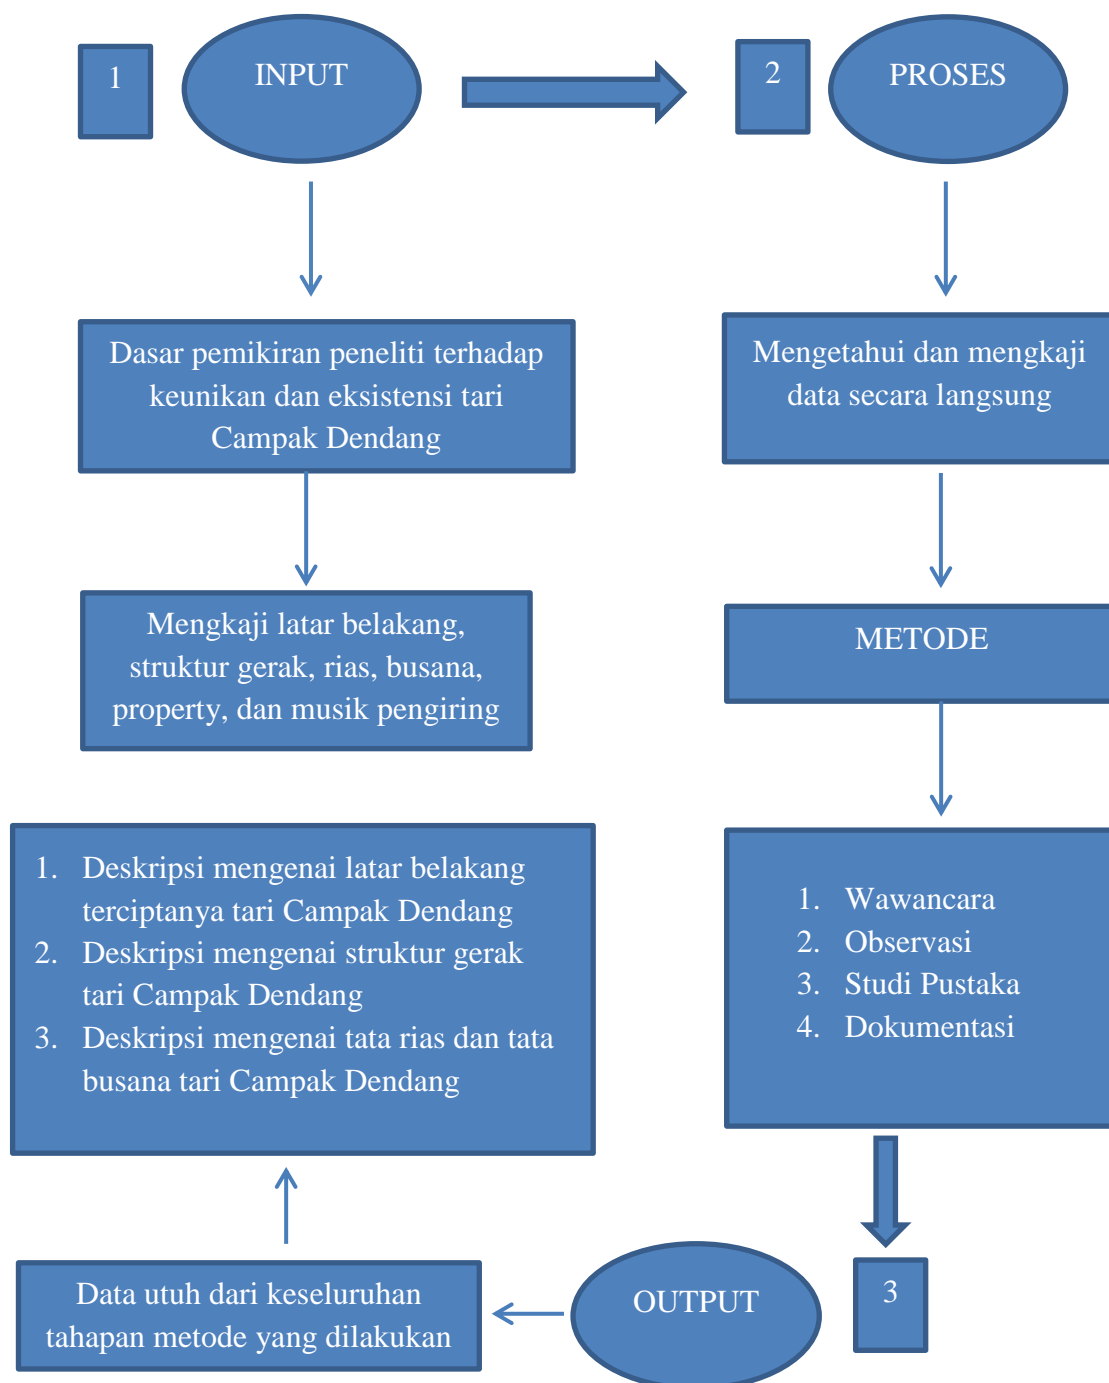 1
INPUT
2
PROSES
Dasar pemikiran peneliti terhadap
keunikan dan eksistensi tari
Campak Dendang
Mengetahui dan mengkaji
data secara langsung
Mengkaji latar belakang,
struktur gerak, rias, busana,
property, dan musik pengiring
METODE
1. Deskripsi mengenai latar belakang
terciptanya tari Campak Dendang
2. Deskripsi mengenai struktur gerak
tari Campak Dendang
3. Deskripsi mengenai tata rias dan tata
busana tari Campak Dendang
1. Wawancara
2. Observasi
3. Studi Pustaka
4. Dokumentasi
Data utuh dari keseluruhan
tahapan metode yang dilakukan
OUTPUT
3